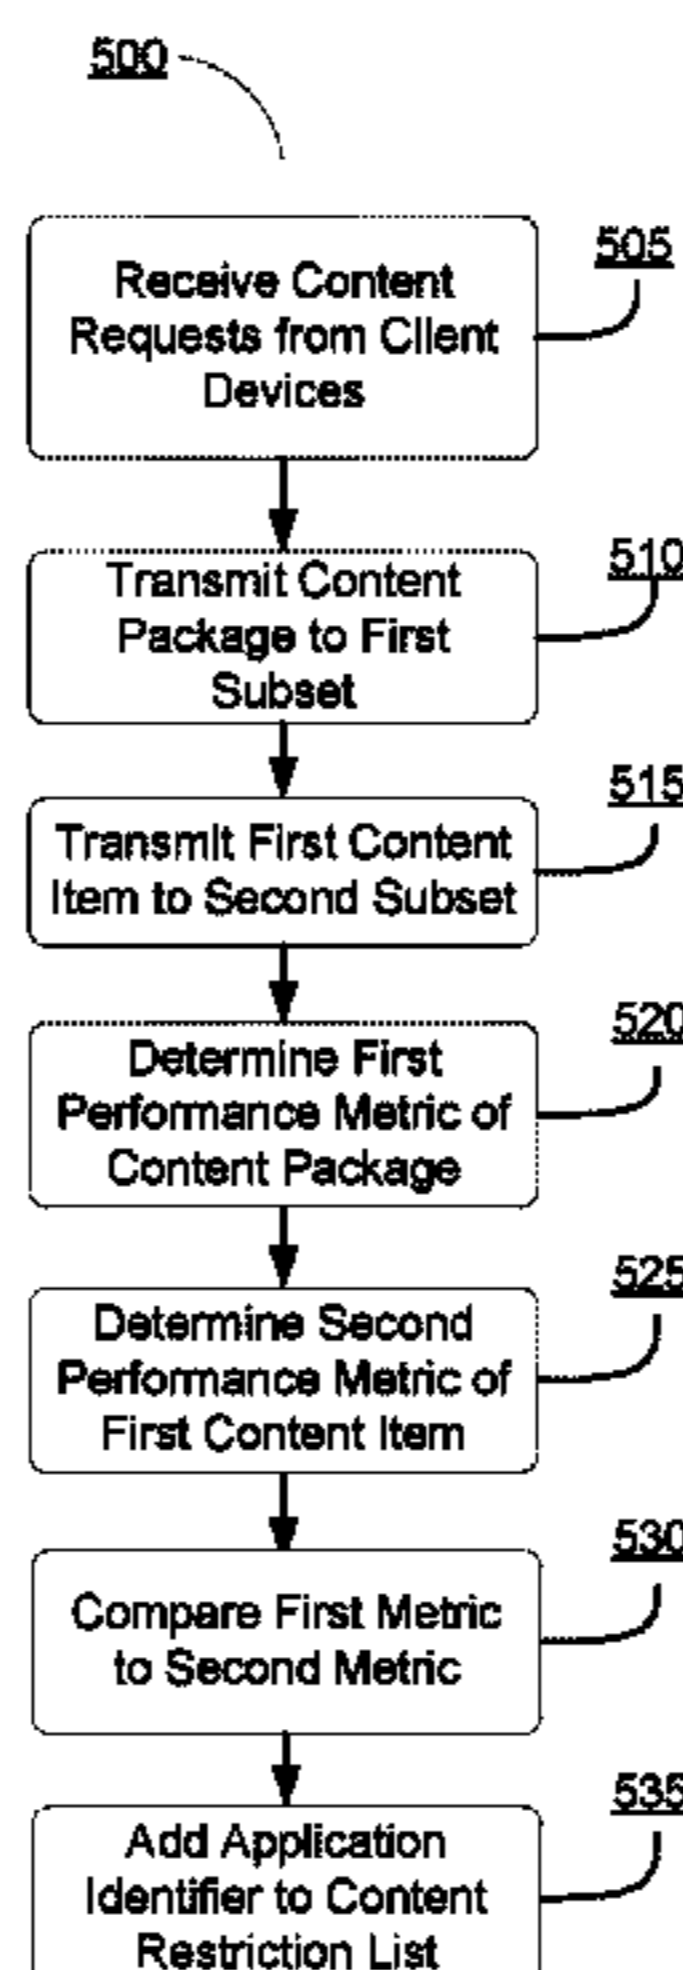 500
Receive Content
505
Requests from Client
Devices
510
Transmit Content
Package to First
Subset
515
Transmit First Content
Item to Second Subset
520
Determine First
Performance Metric of
Content Package
525
Determine Second
Performance Metric of
First Content Item
530
Compare First Metric
to Second Metric
535
Add Application
Identifier to Content
Restriction List